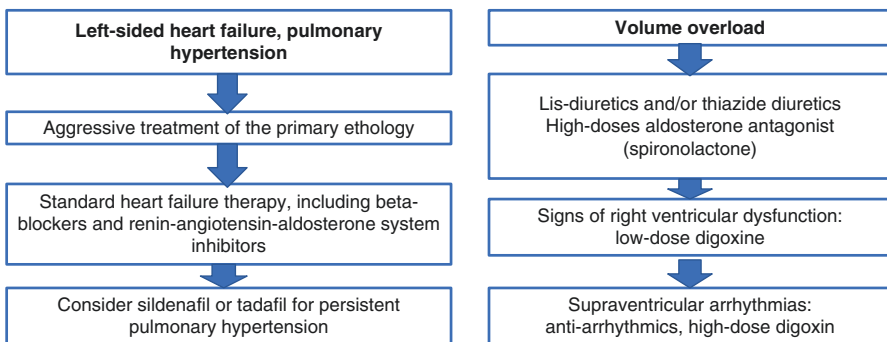 Left-sided heart failure, pulmonary
hypertension
Aggressive treatment of the primary ethology
Standard heart failure therapy, including beta-
blockers and renin-angiotensin-aldosterone system
inhibitors
Consider sildenafil or tadafil for persistent
pulmonary hypertension
Volume overload
Lis-diuretics and/or thiazide diuretics
High-doses aldosterone antagonist
(spironolactone)
Signs of right ventricular dysfunction:
low-dose digoxine
Supraventricular arrhythmias:
anti-arrhythmics, high-dose digoxin